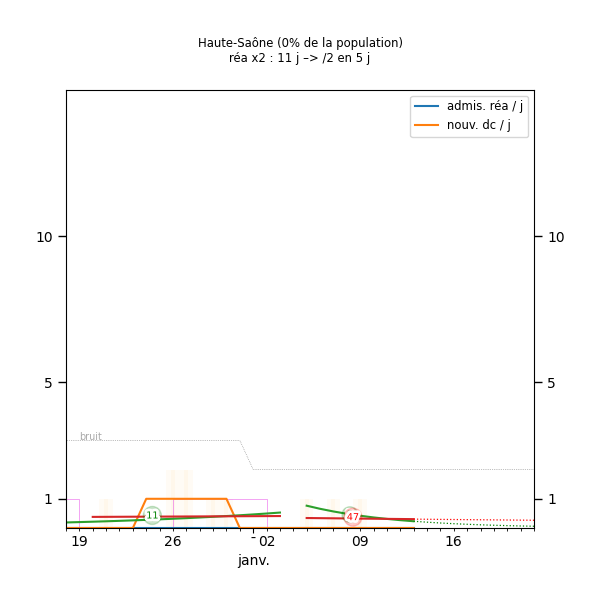 Haute-Saône (0% de la population)
réa x2 : 11 j –> /2 en 5 j
admis. réa / j
nouv. dc / j
10 10
5 5
bruit
1 1
11 47
19 26 - 02 09 16
janv.